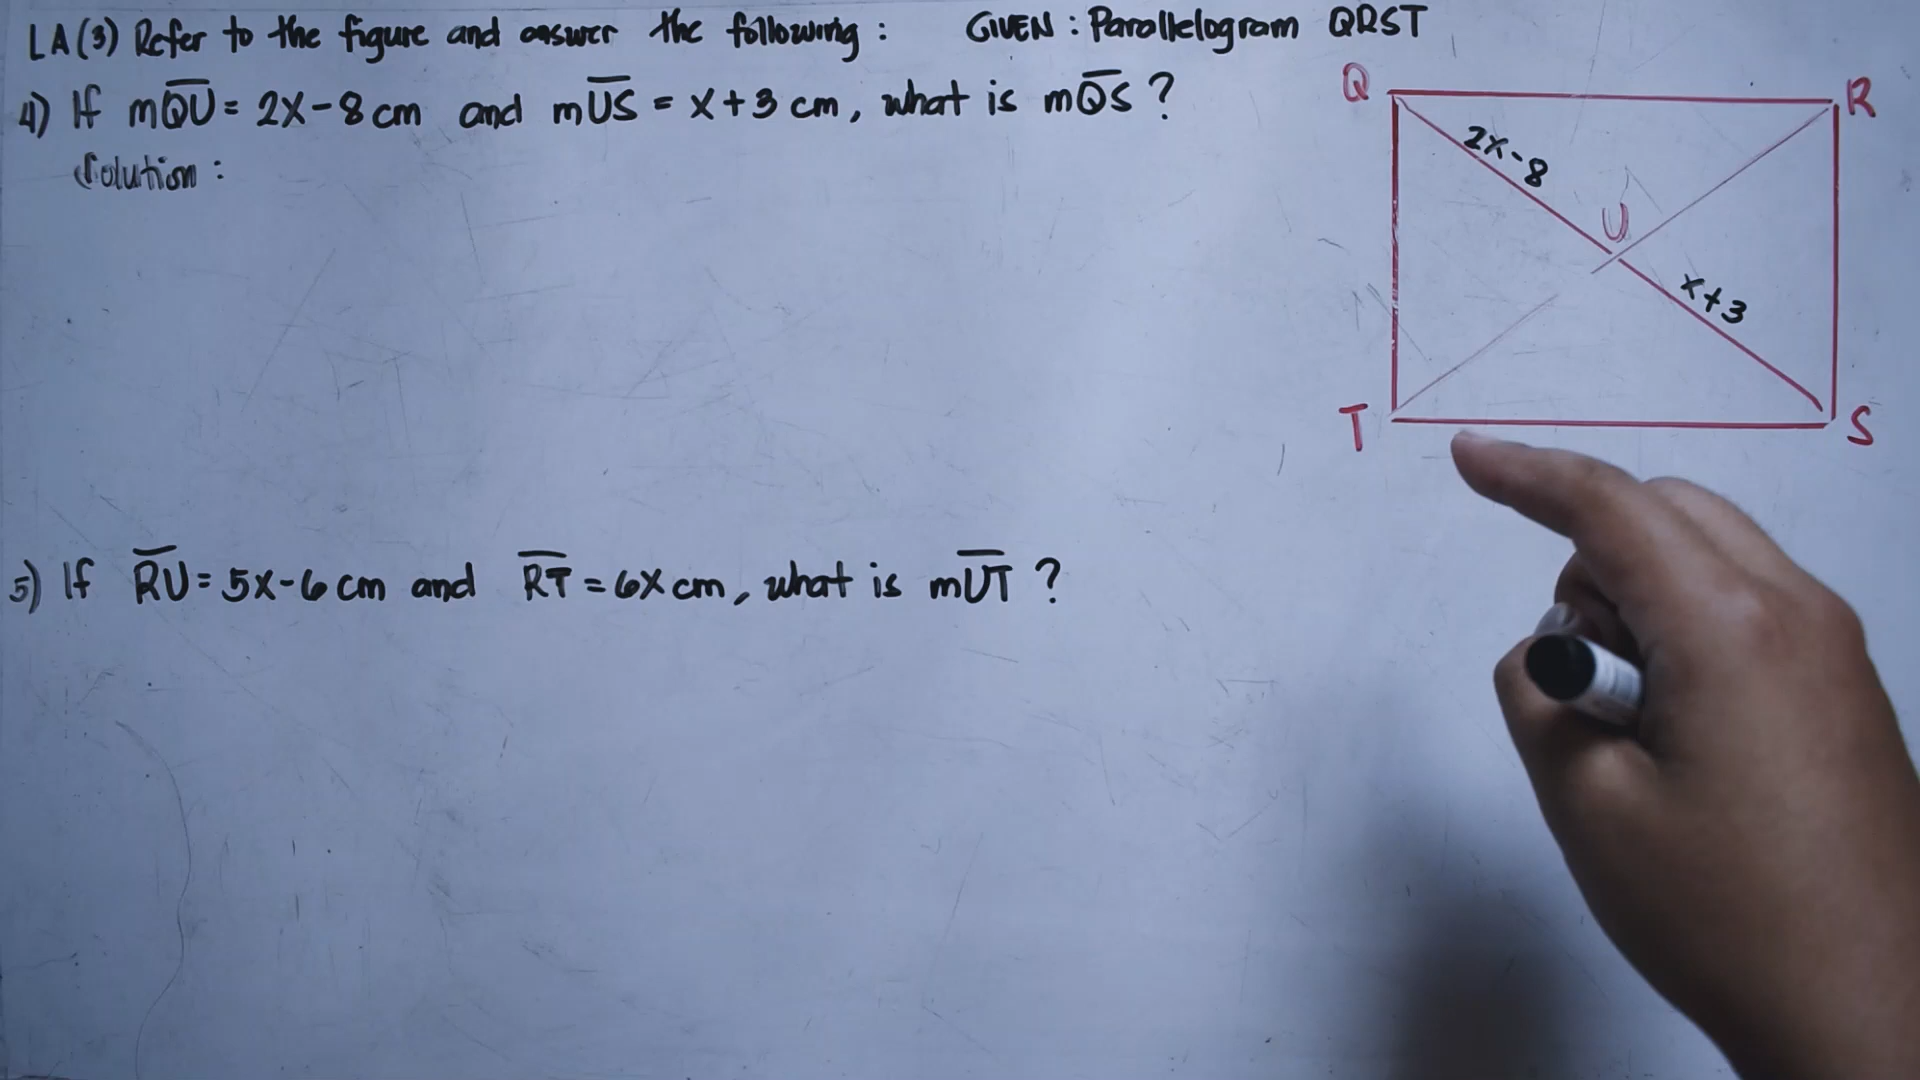 LA(3) Refer to the figure and answer the following : GIVEN : Parallelogram QRST
4) If mQU = 2x-8 cm and mUS = x+3 cm, what is mQS ?
Solution :
Q
R
2x-8
U
x+3
T
S
5) If RU = 5x-6 cm and RT = 6x cm, what is mUT ?